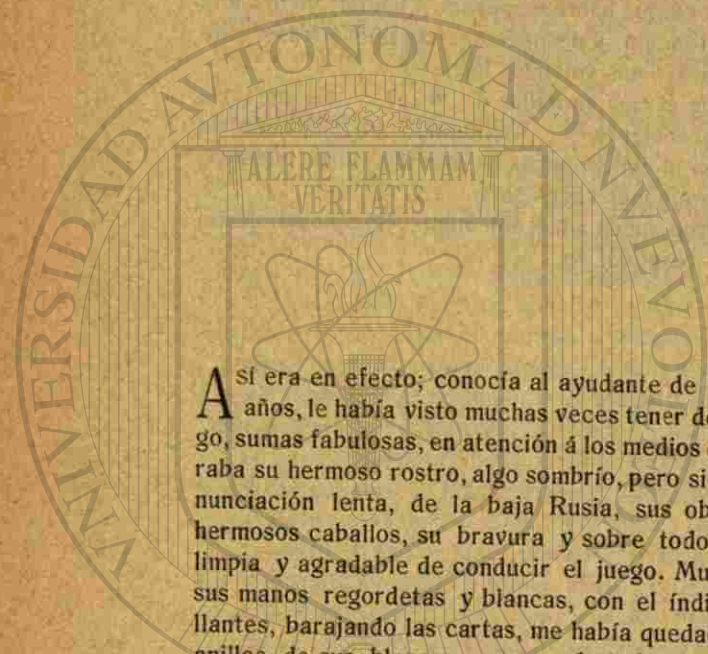 UNIVERSIDAD AVTONOMA D NVEVO
ALERE FLAMMAM
VERITATIS
Así era en efecto; conocía al ayudante de
años, le había visto muchas veces tener de
go, sumas fabulosas, en atención á los medios
raba su hermoso rostro, algo sombrío, pero si
nunciación lenta, de la baja Rusia, sus ob
hermosos caballos, su bravura y sobre todo
limpia y agradable de conducir el juego. Mu
sus manos regordetas y blancas, con el índi
llantes, barajando las cartas, me había queda